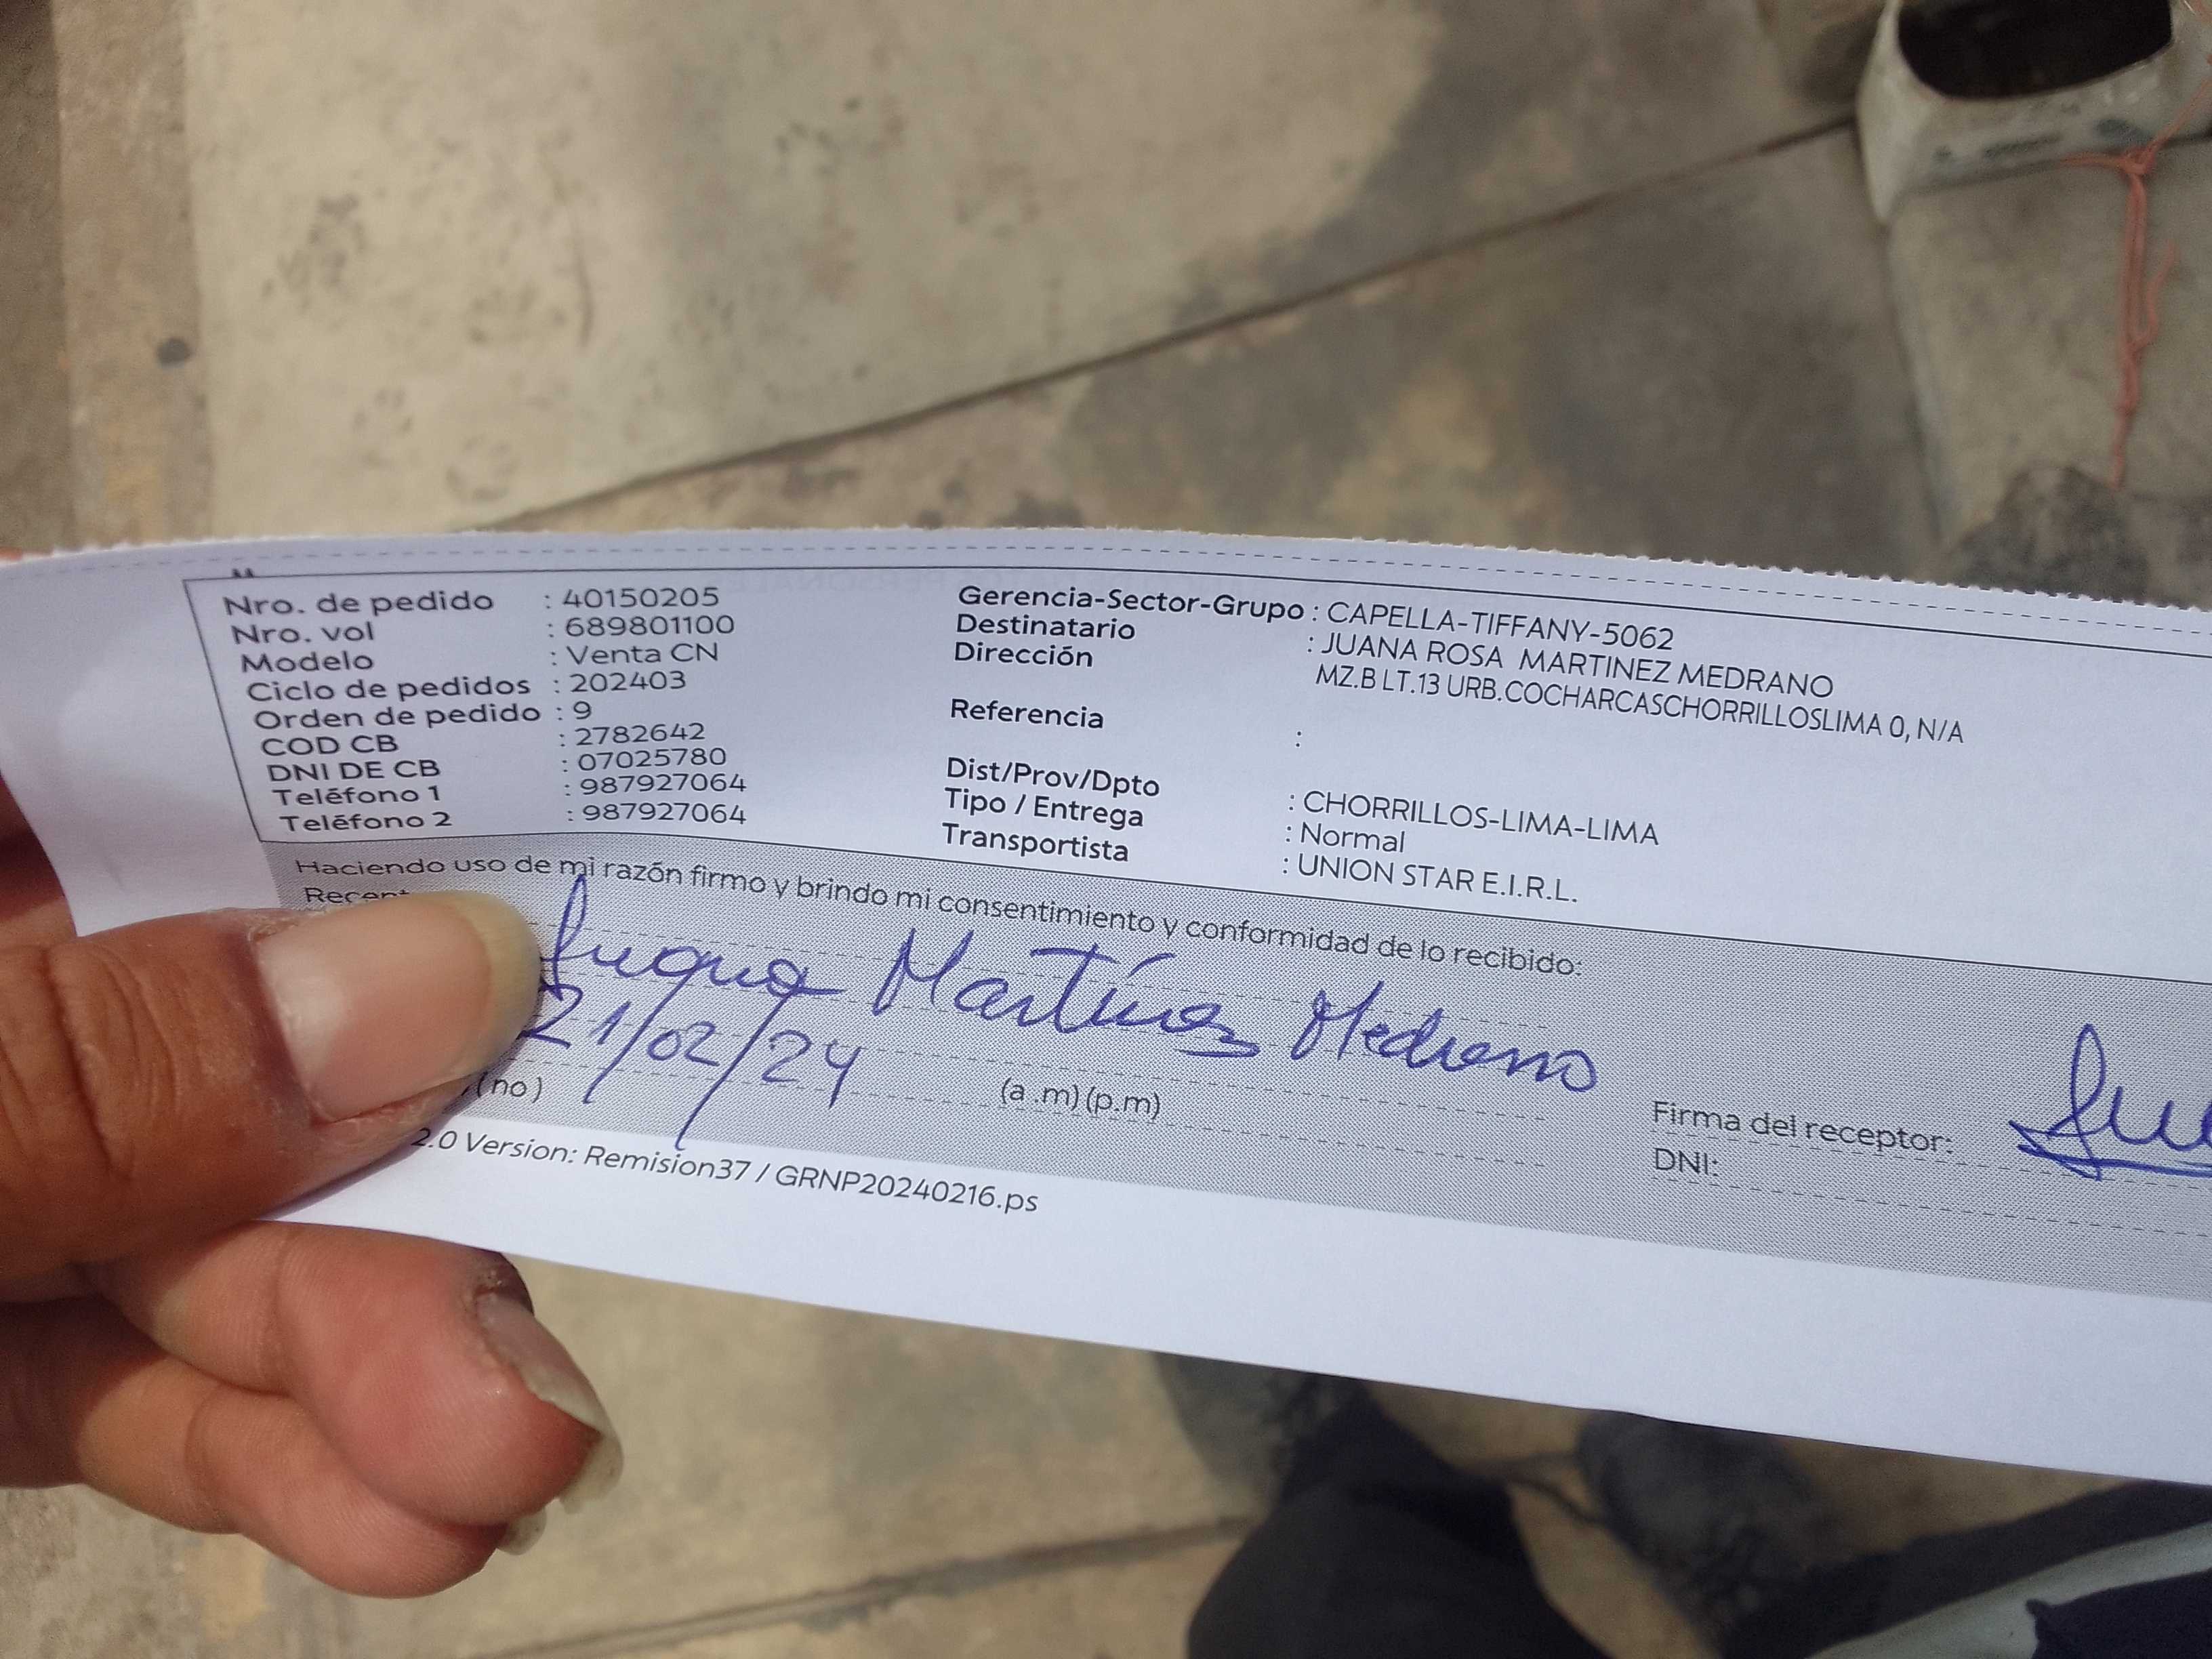 Nro. de pedido : 40150205
Nro. vol : 689801100
Modelo : Venta CN
Ciclo de pedidos : 202403
Orden de pedido : 9
COD CB : 2782642
DNI DE CB : 07025780
Teléfono 1 : 987927064
Teléfono 2 : 987927064
Gerencia-Sector-Grupo : CAPELLA-TIFFANY-5062
Destinatario : JUANA ROSA MARTINEZ MEDRANO
Dirección MZ.B LT.13 URB.COCHARCASCHORRILLOSLIMA 0, N/A
Referencia :
Dist/Prov/Dpto : CHORRILLOS-LIMA-LIMA
Tipo / Entrega : Normal
Transportista : UNION STAR E.I.R.L.
Haciendo uso de mi razón firmo y brindo mi consentimiento y conformidad de lo recibido:
Juana Martínez Medrano
21/02/24
(no) (a.m) (p.m)
Firma del receptor:
DNI:
2.0 Version: Remision37 / GRNP20240216.ps